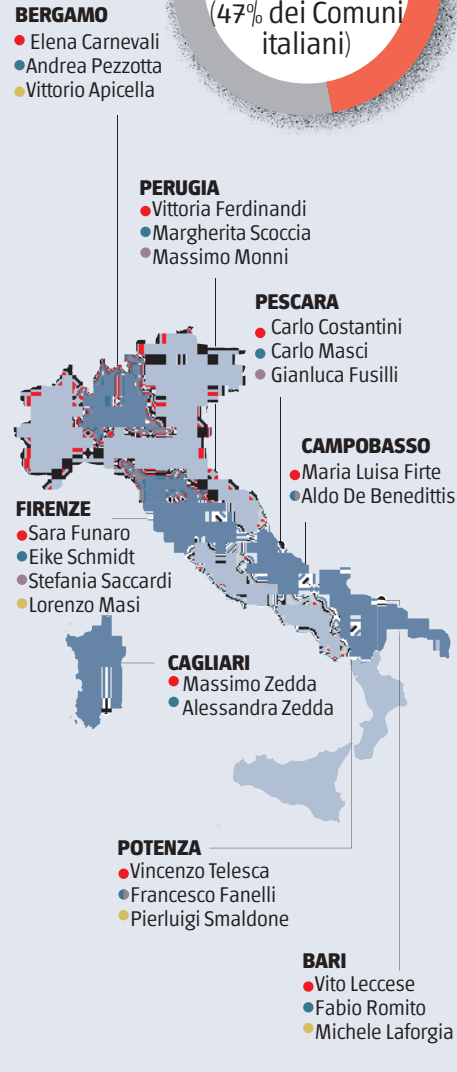 (47% dei Comuni
italiani)
BERGAMO
Elena Carnevali
Andrea Pezzotta
Vittorio Apicella
PERUGIA
Vittoria Ferdinandi
Margherita Scoccia
Massimo Monni
PESCARA
Carlo Costantini
Carlo Masci
Gianluca Fusilli
CAMPOBASSO
Maria Luisa Firte
Aldo De Benedittis
FIRENZE
Sara Funaro
Eike Schmidt
Stefania Saccardi
Lorenzo Masi
CAGLIARI
Massimo Zedda
Alessandra Zedda
POTENZA
Vincenzo Telesca
Francesco Fanelli
Pierluigi Smaldone
BARI
Vito Leccese
Fabio Romito
Michele Laforgia